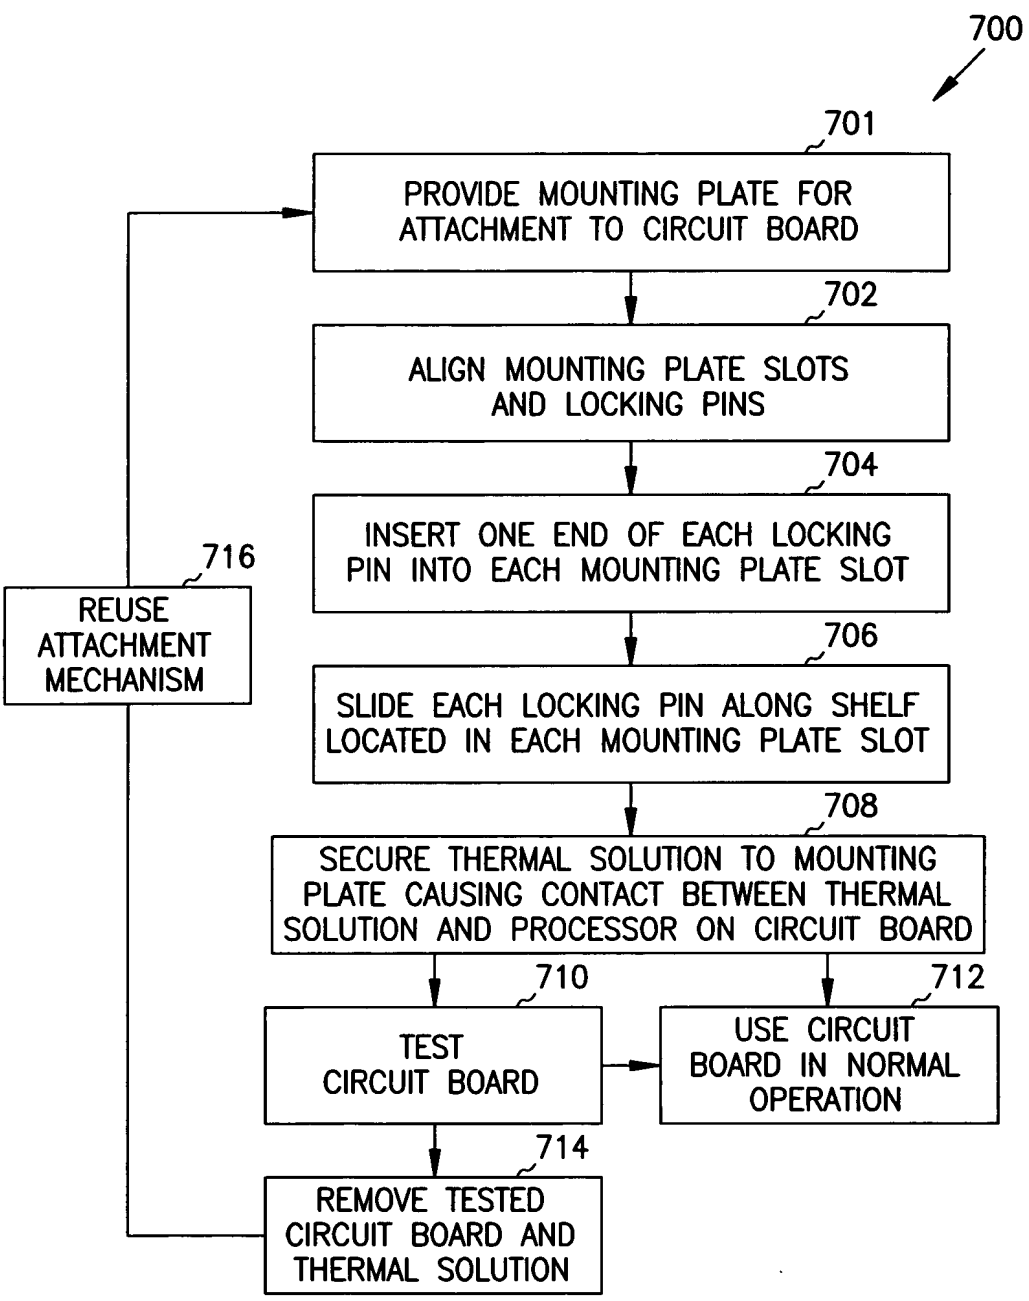 700
701
PROVIDE MOUNTING PLATE FOR
ATTACHMENT TO CIRCUIT BOARD
702
ALIGN MOUNTING PLATE SLOTS
AND LOCKING PINS
704
INSERT ONE END OF EACH LOCKING
PIN INTO EACH MOUNTING PLATE SLOT
716
REUSE
ATTACHMENT
MECHANISM
706
SLIDE EACH LOCKING PIN ALONG SHELF
LOCATED IN EACH MOUNTING PLATE SLOT
708
SECURE THERMAL SOLUTION TO MOUNTING
PLATE CAUSING CONTACT BETWEEN THERMAL
SOLUTION AND PROCESSOR ON CIRCUIT BOARD
710
TEST
CIRCUIT BOARD
712
USE CIRCUIT
BOARD IN NORMAL
OPERATION
714
REMOVE TESTED
CIRCUIT BOARD AND
THERMAL SOLUTION